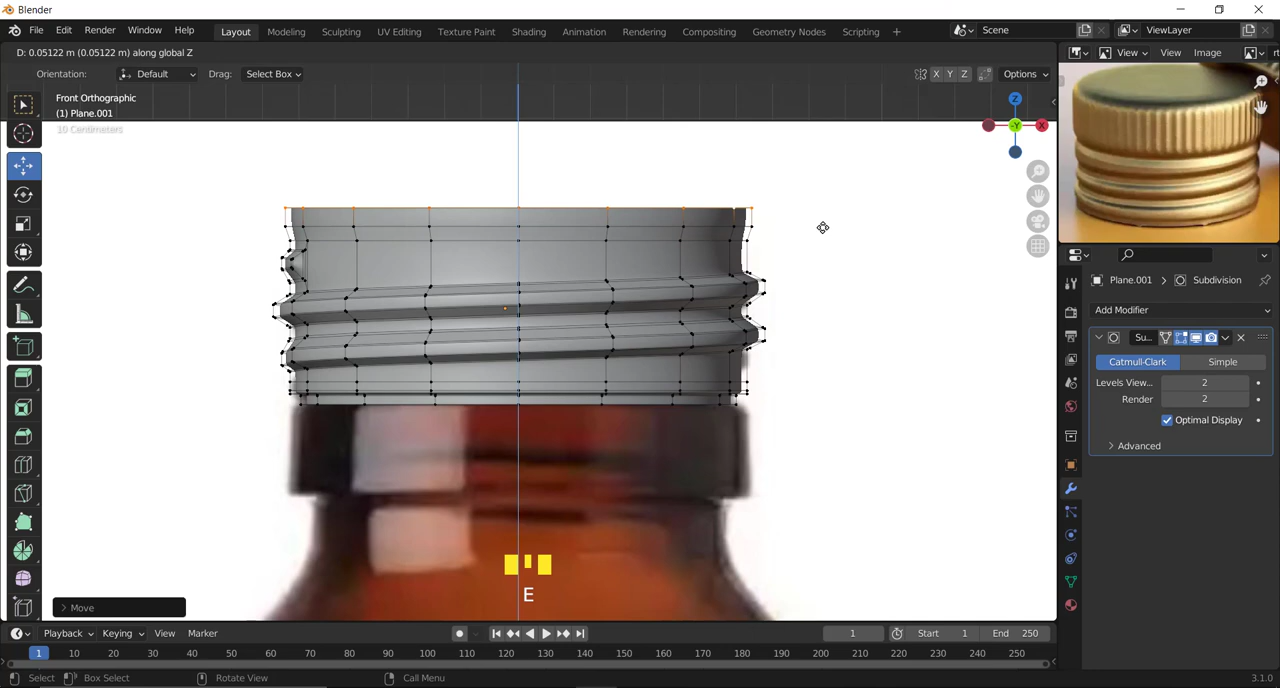 Blender
File Edit Render Window Help Layout Modeling Sculpting UV Editing Texture Paint Shading Animation Rendering Compositing Geometry Nodes Scripting + Scene ViewLayer
D: 0.05122 m (0.05122 m) along global Z View View Image
Orientation: Default Drag: Select Box X Y Z Options
Front Orthographic
(1) Plane.001
10 Centimeters
Z
-Y X
Plane.001 > Subdivision
Add Modifier
Su...
Catmull-Clark Simple
Levels View... 2
Render 2
Optimal Display
> Advanced
E
> Move
Playback Keying View Marker 1 Start 1 End 250
1 10 20 30 40 50 60 70 80 90 100 110 120 130 140 150 160 170 180 190 200 210 220 230 240 250
Select Box Select Rotate View Call Menu 3.1.0